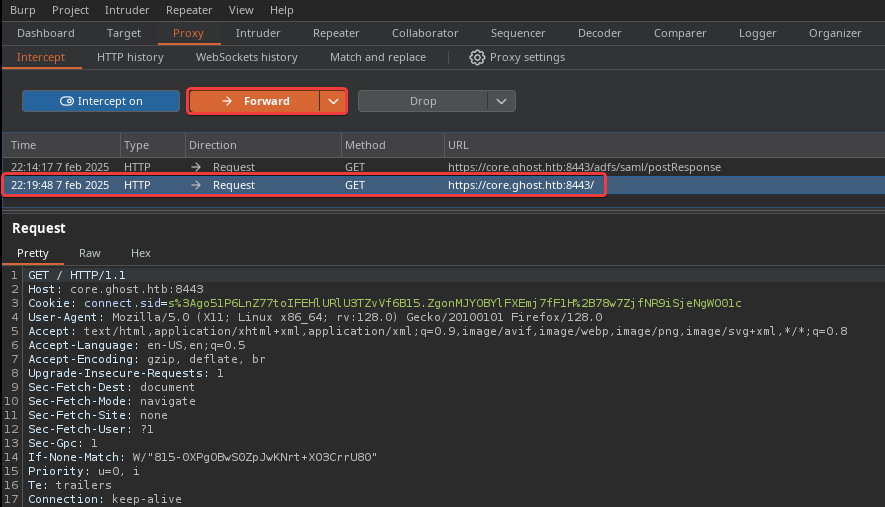 Burp Project Intruder Repeater View Help
Dashboard Target Proxy Intruder Repeater Collaborator Sequencer Decoder Comparer Logger Organizer
Intercept HTTP history WebSockets history Match and replace Proxy settings
Intercept on Forward Drop
Time Type Direction Method URL
22:14:17 7 feb 2025 HTTP → Request GET https://core.ghost.htb:8443/adfs/saml/postResponse
22:19:48 7 feb 2025 HTTP → Request GET https://core.ghost.htb:8443/
Request
Pretty Raw Hex
1 GET / HTTP/1.1
2 Host: core.ghost.htb:8443
3 Cookie: connect.sid=s%3Ago51P6LnZ77toIFEHlURlU3TZvVf6B15.ZgonMJYOBYlFXEmj7fF1H%2B78w7ZjfNR9iSjeNgWO01c
4 User-Agent: Mozilla/5.0 (X11; Linux x86_64; rv:128.0) Gecko/20100101 Firefox/128.0
5 Accept: text/html,application/xhtml+xml,application/xml;q=0.9,image/avif,image/webp,image/png,image/svg+xml,*/*;q=0.8
6 Accept-Language: en-US,en;q=0.5
7 Accept-Encoding: gzip, deflate, br
8 Upgrade-Insecure-Requests: 1
9 Sec-Fetch-Dest: document
10 Sec-Fetch-Mode: navigate
11 Sec-Fetch-Site: none
12 Sec-Fetch-User: ?1
13 Sec-Gpc: 1
14 If-None-Match: W/"815-0XPgOBwS0ZpJwKNrt+XO3CrrU80"
15 Priority: u=0, i
16 Te: trailers
17 Connection: keep-alive